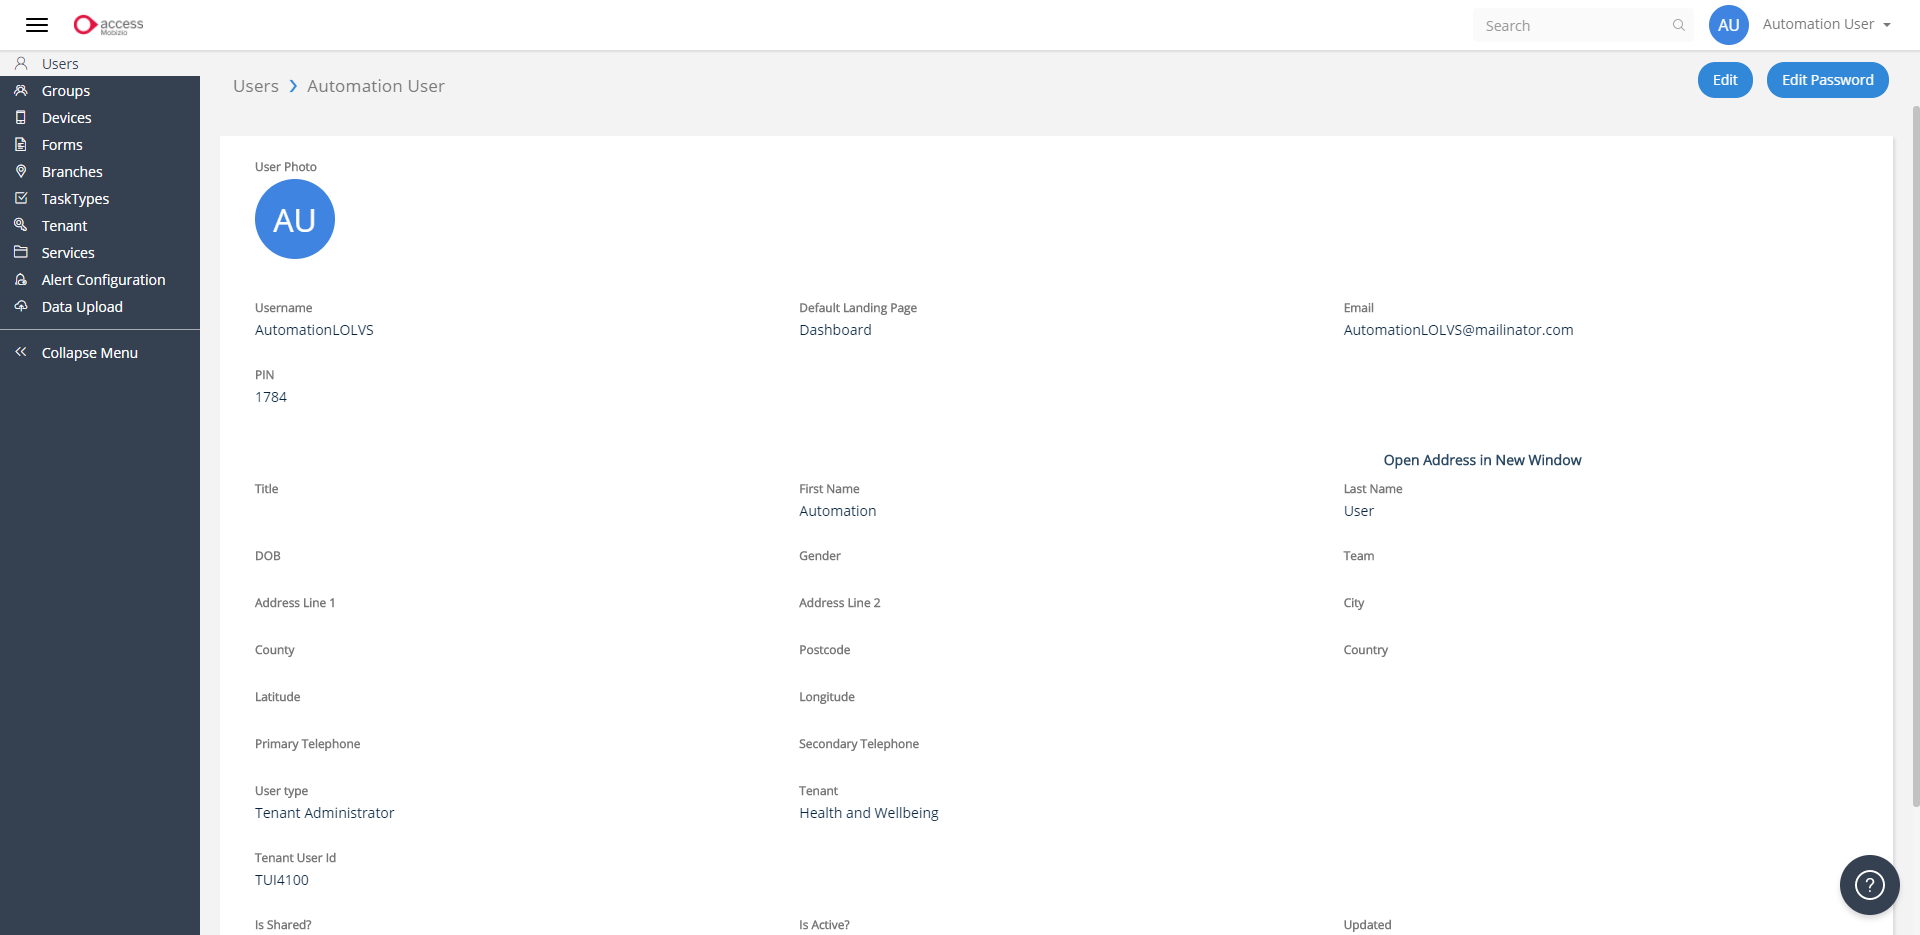 access
Mobizio
Search
AU
Automation User
Users
Groups
Devices
Forms
Branches
TaskTypes
Tenant
Services
Alert Configuration
Data Upload
Collapse Menu
Users > Automation User
Edit
Edit Password
User Photo
AU
Username
AutomationLOLVS
Default Landing Page
Dashboard
Email
AutomationLOLVS@mailinator.com
PIN
1784
Open Address in New Window
Title
First Name
Automation
Last Name
User
DOB
Gender
Team
Address Line 1
Address Line 2
City
County
Postcode
Country
Latitude
Longitude
Primary Telephone
Secondary Telephone
User type
Tenant Administrator
Tenant
Health and Wellbeing
Tenant User Id
TUI4100
Is Shared?
Is Active?
Updated
?